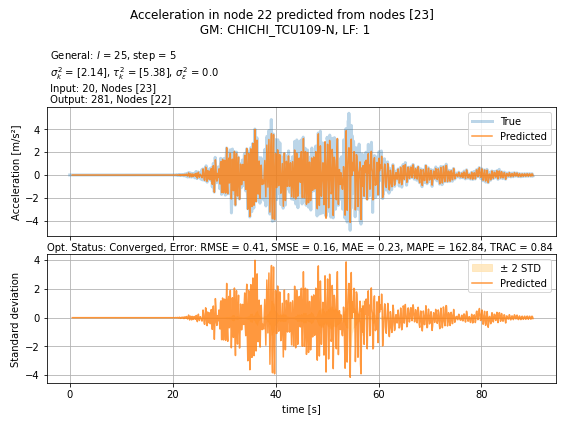 Acceleration in node 22 predicted from nodes [23]
GM: CHICHI_TCU109-N, LF: 1
General: l = 25, step = 5
σ²ₖ = [2.14], τ²ₖ = [5.38], σ²ε = 0.0
Input: 20, Nodes [23]
Output: 281, Nodes [22]
Acceleration [m/s²]
4
2
0
−2
−4
True
Predicted
Opt. Status: Converged, Error: RMSE = 0.41, SMSE = 0.16, MAE = 0.23, MAPE = 162.84, TRAC = 0.84
Standard deviation
4
2
0
−2
−4
± 2 STD
Predicted
0 20 40 60 80
time [s]